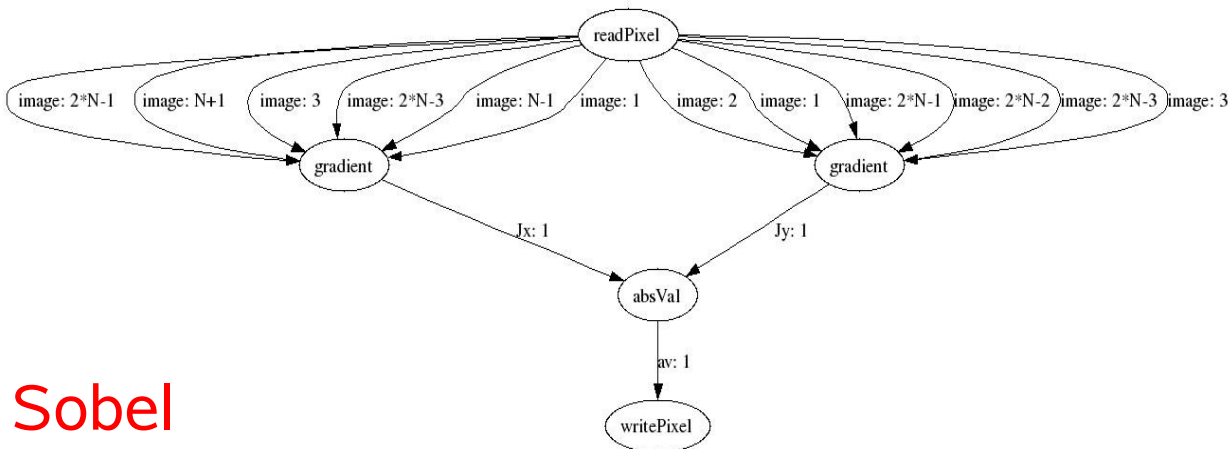 readPixel
image: 2*N-1
image: N+1
image: 3
image: 2*N-3
image: N-1
image: 1
image: 2
image: 1
image: 2*N-1
image: 2*N-2
image: 2*N-3
image: 3
gradient
gradient
Jx: 1
Jy: 1
absVal
av: 1
Sobel
writePixel